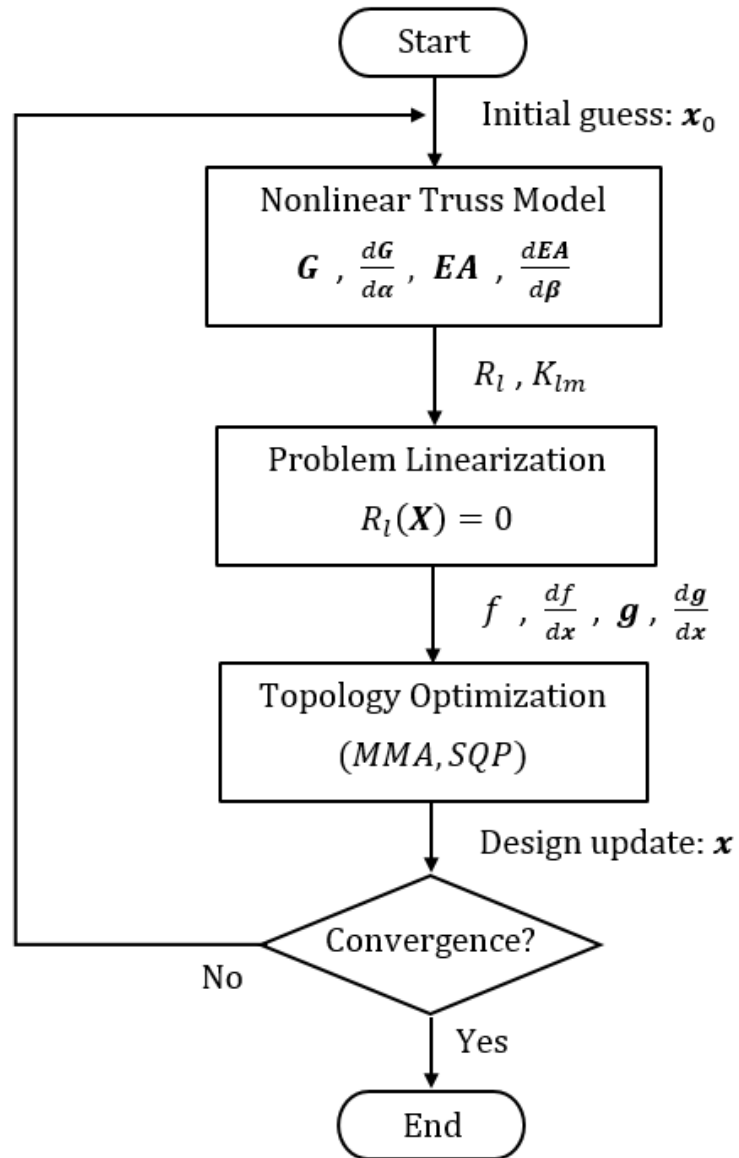 Start
Initial guess: x₀
Nonlinear Truss Model
G , dG/dα , EA , dEA/dβ
Rₗ , Kₗₘ
Problem Linearization
Rₗ(X) = 0
f , df/dx , g , dg/dx
Topology Optimization
(MMA, SQP)
Design update: x
Convergence?
No
Yes
End